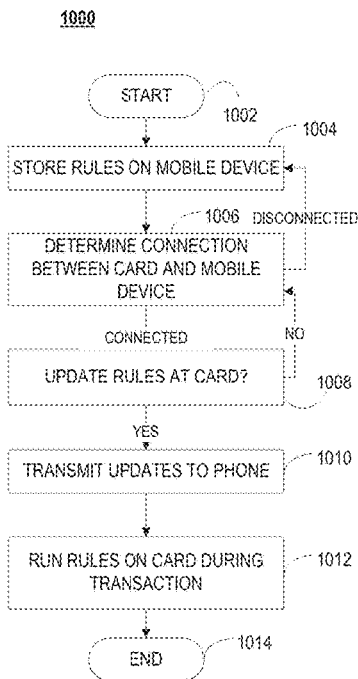 1000
START
1002
1004
STORE RULES ON MOBILE DEVICE
1006
DISCONNECTED
DETERMINE CONNECTION
BETWEEN CARD AND MOBILE
DEVICE
CONNECTED
NO
UPDATE RULES AT CARD?
1008
YES
TRANSMIT UPDATES TO PHONE
1010
RUN RULES ON CARD DURING
TRANSACTION
1012
END
1014